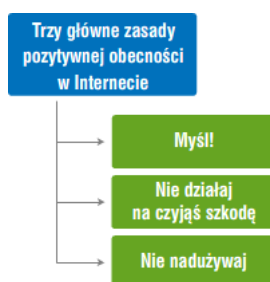 Trzy główne zasady
pozytywnej obecności
w Internecie
Myśl!
Nie działaj
na czyjąś szkodę
Nie nadużywaj